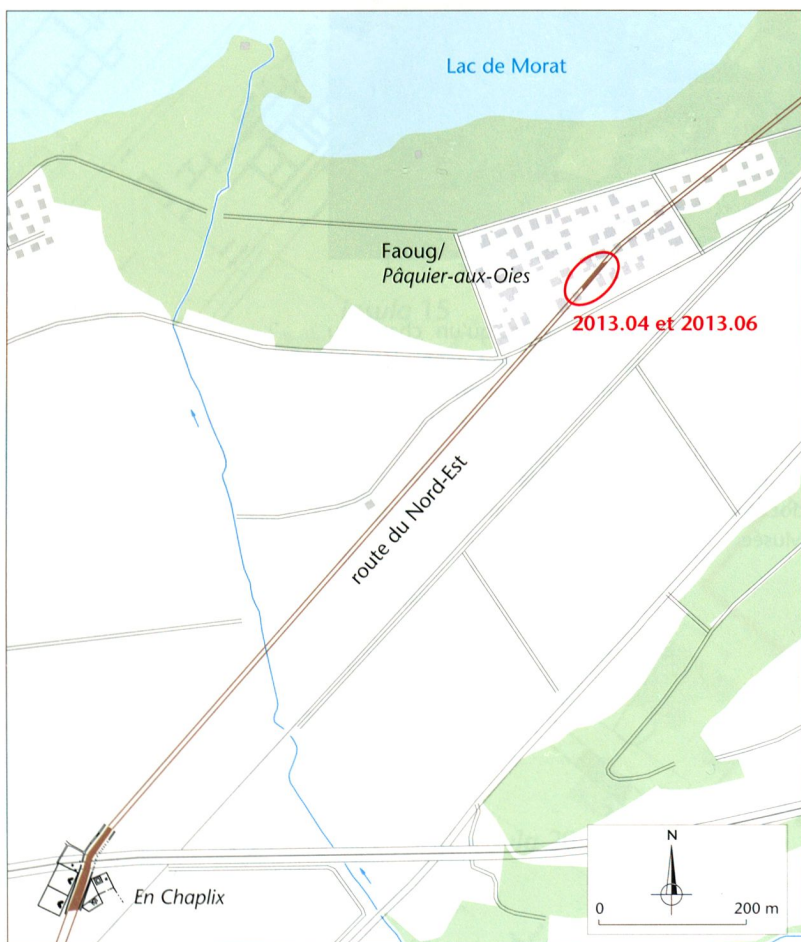 Lac de Morat
Faoug/
Pâquier-aux-Oies
2013.04 et 2013.06
route du Nord-Est
En Chaplix
N
0 200 m